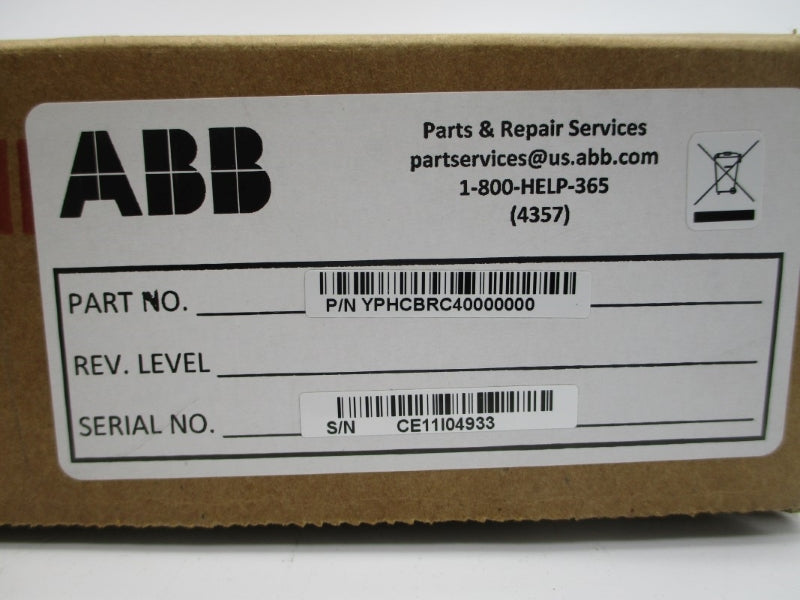 ABB
Parts & Repair Services
partservices@us.abb.com
1-800-HELP-365
(4357)
PART NO.
P/N YPHCBRC40000000
REV. LEVEL
SERIAL NO.
S/N CE11I04933